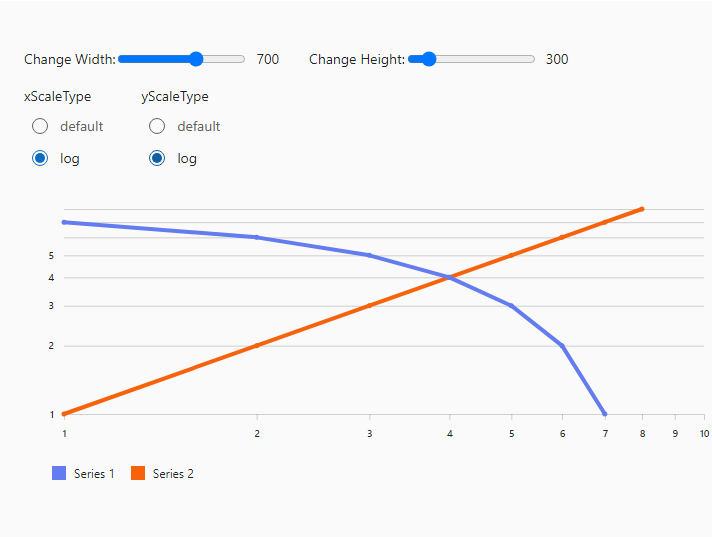 Change Width: 700 Change Height: 300
xScaleType yScaleType
default default
log log
5
4
3
2
1
1 2 3 4 5 6 7 8 9 10
Series 1 Series 2